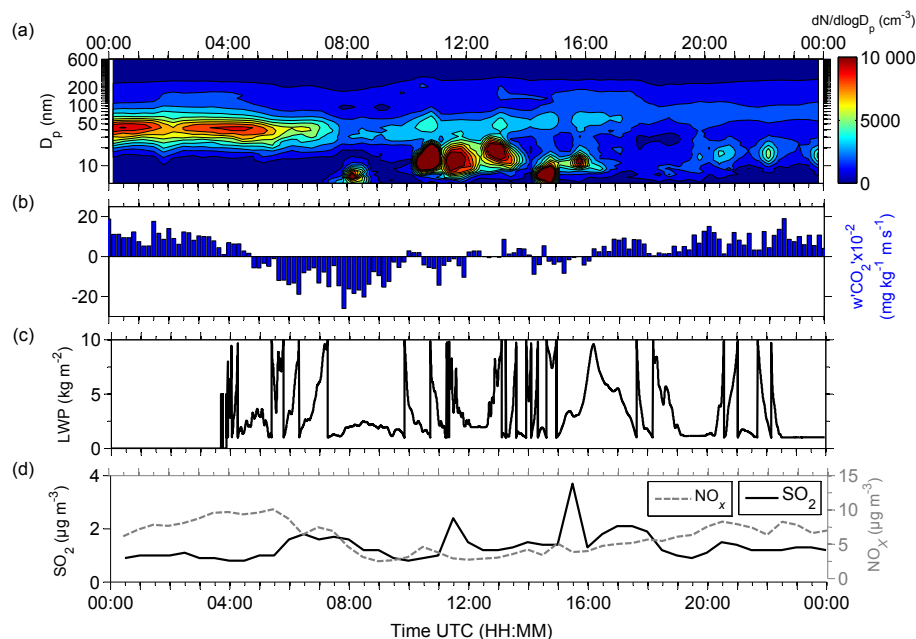 (a)
dN/dlogDp (cm-3)
00:00 04:00 08:00 12:00 16:00 20:00 00:00
600
200
100
50
10
Dp (nm)
10 000
5000
0
(b)
20
0
-20
w'CO2'x10-2
(mg kg-1 m s-1)
(c)
10
5
0
LWP (kg m-2)
(d)
4
2
0
SO2 (µg m-3)
NOx SO2
15
10
5
0
NOX (µg m-3)
00:00 04:00 08:00 12:00 16:00 20:00 00:00
Time UTC (HH:MM)